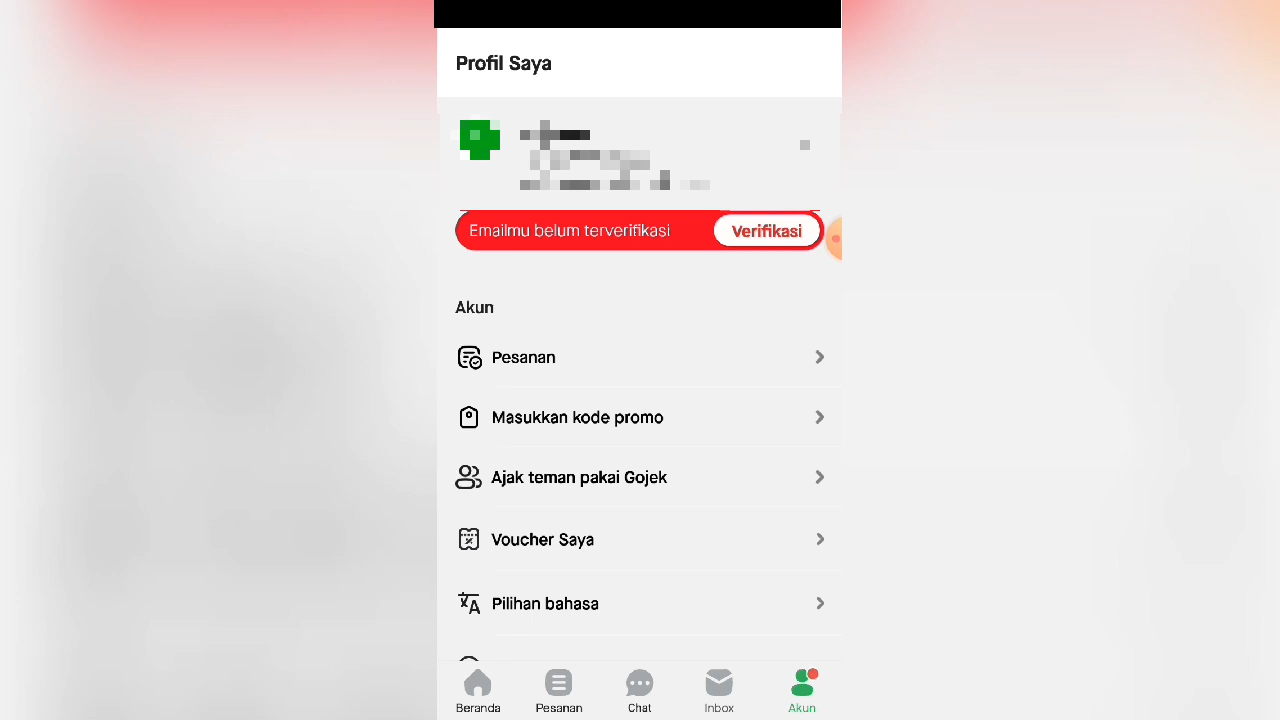 Profil Saya
Emailmu belum terverifikasi
Verifikasi
Akun
Pesanan
Masukkan kode promo
Ajak teman pakai Gojek
Voucher Saya
Pilihan bahasa
Beranda
Pesanan
Chat
Inbox
Akun